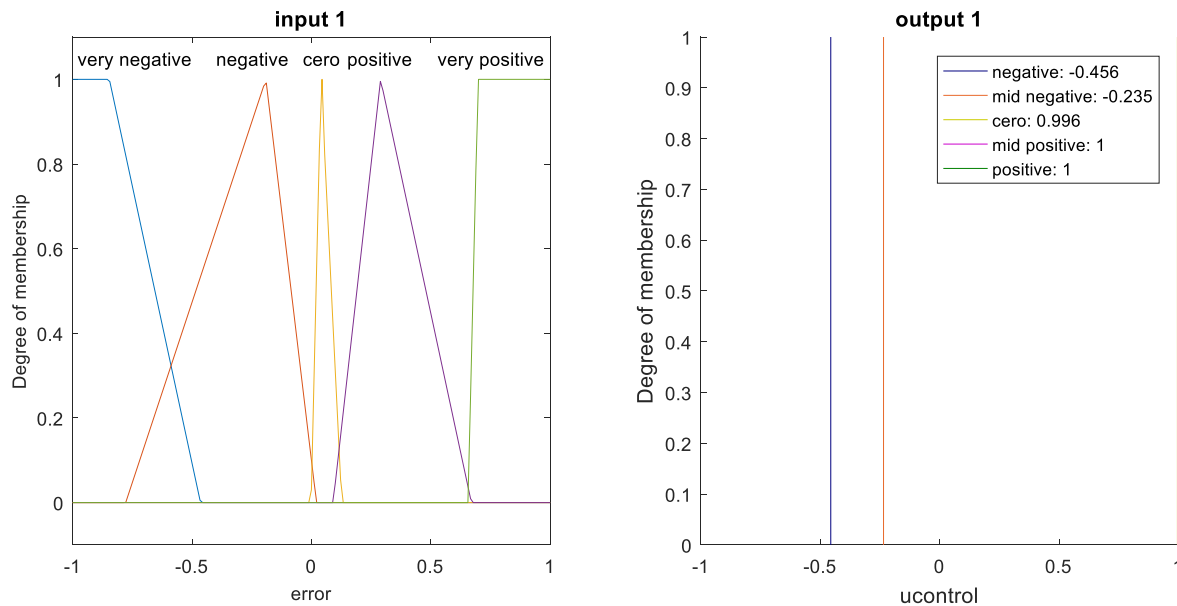 input 1
very negative negative cero positive very positive
1
0.8
0.6
0.4
0.2
0
Degree of membership
-1 -0.5 0 0.5 1
error
output 1
1
0.9
0.8
0.7
0.6
0.5
0.4
0.3
0.2
0.1
0
Degree of membership
negative: -0.456
mid negative: -0.235
cero: 0.996
mid positive: 1
positive: 1
-1 -0.5 0 0.5 1
ucontrol